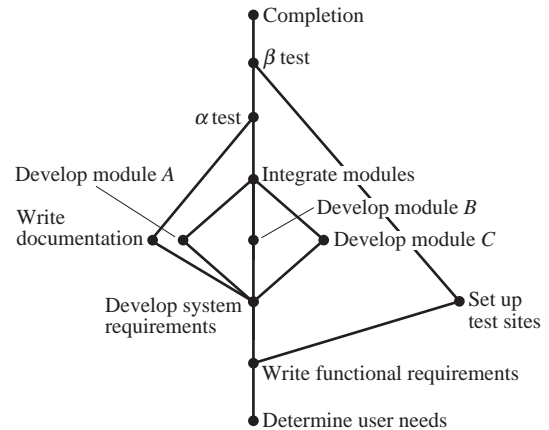 Completion
β test
α test
Develop module A
Integrate modules
Develop module B
Write
documentation
Develop module C
Develop system
requirements
Set up
test sites
Write functional requirements
Determine user needs